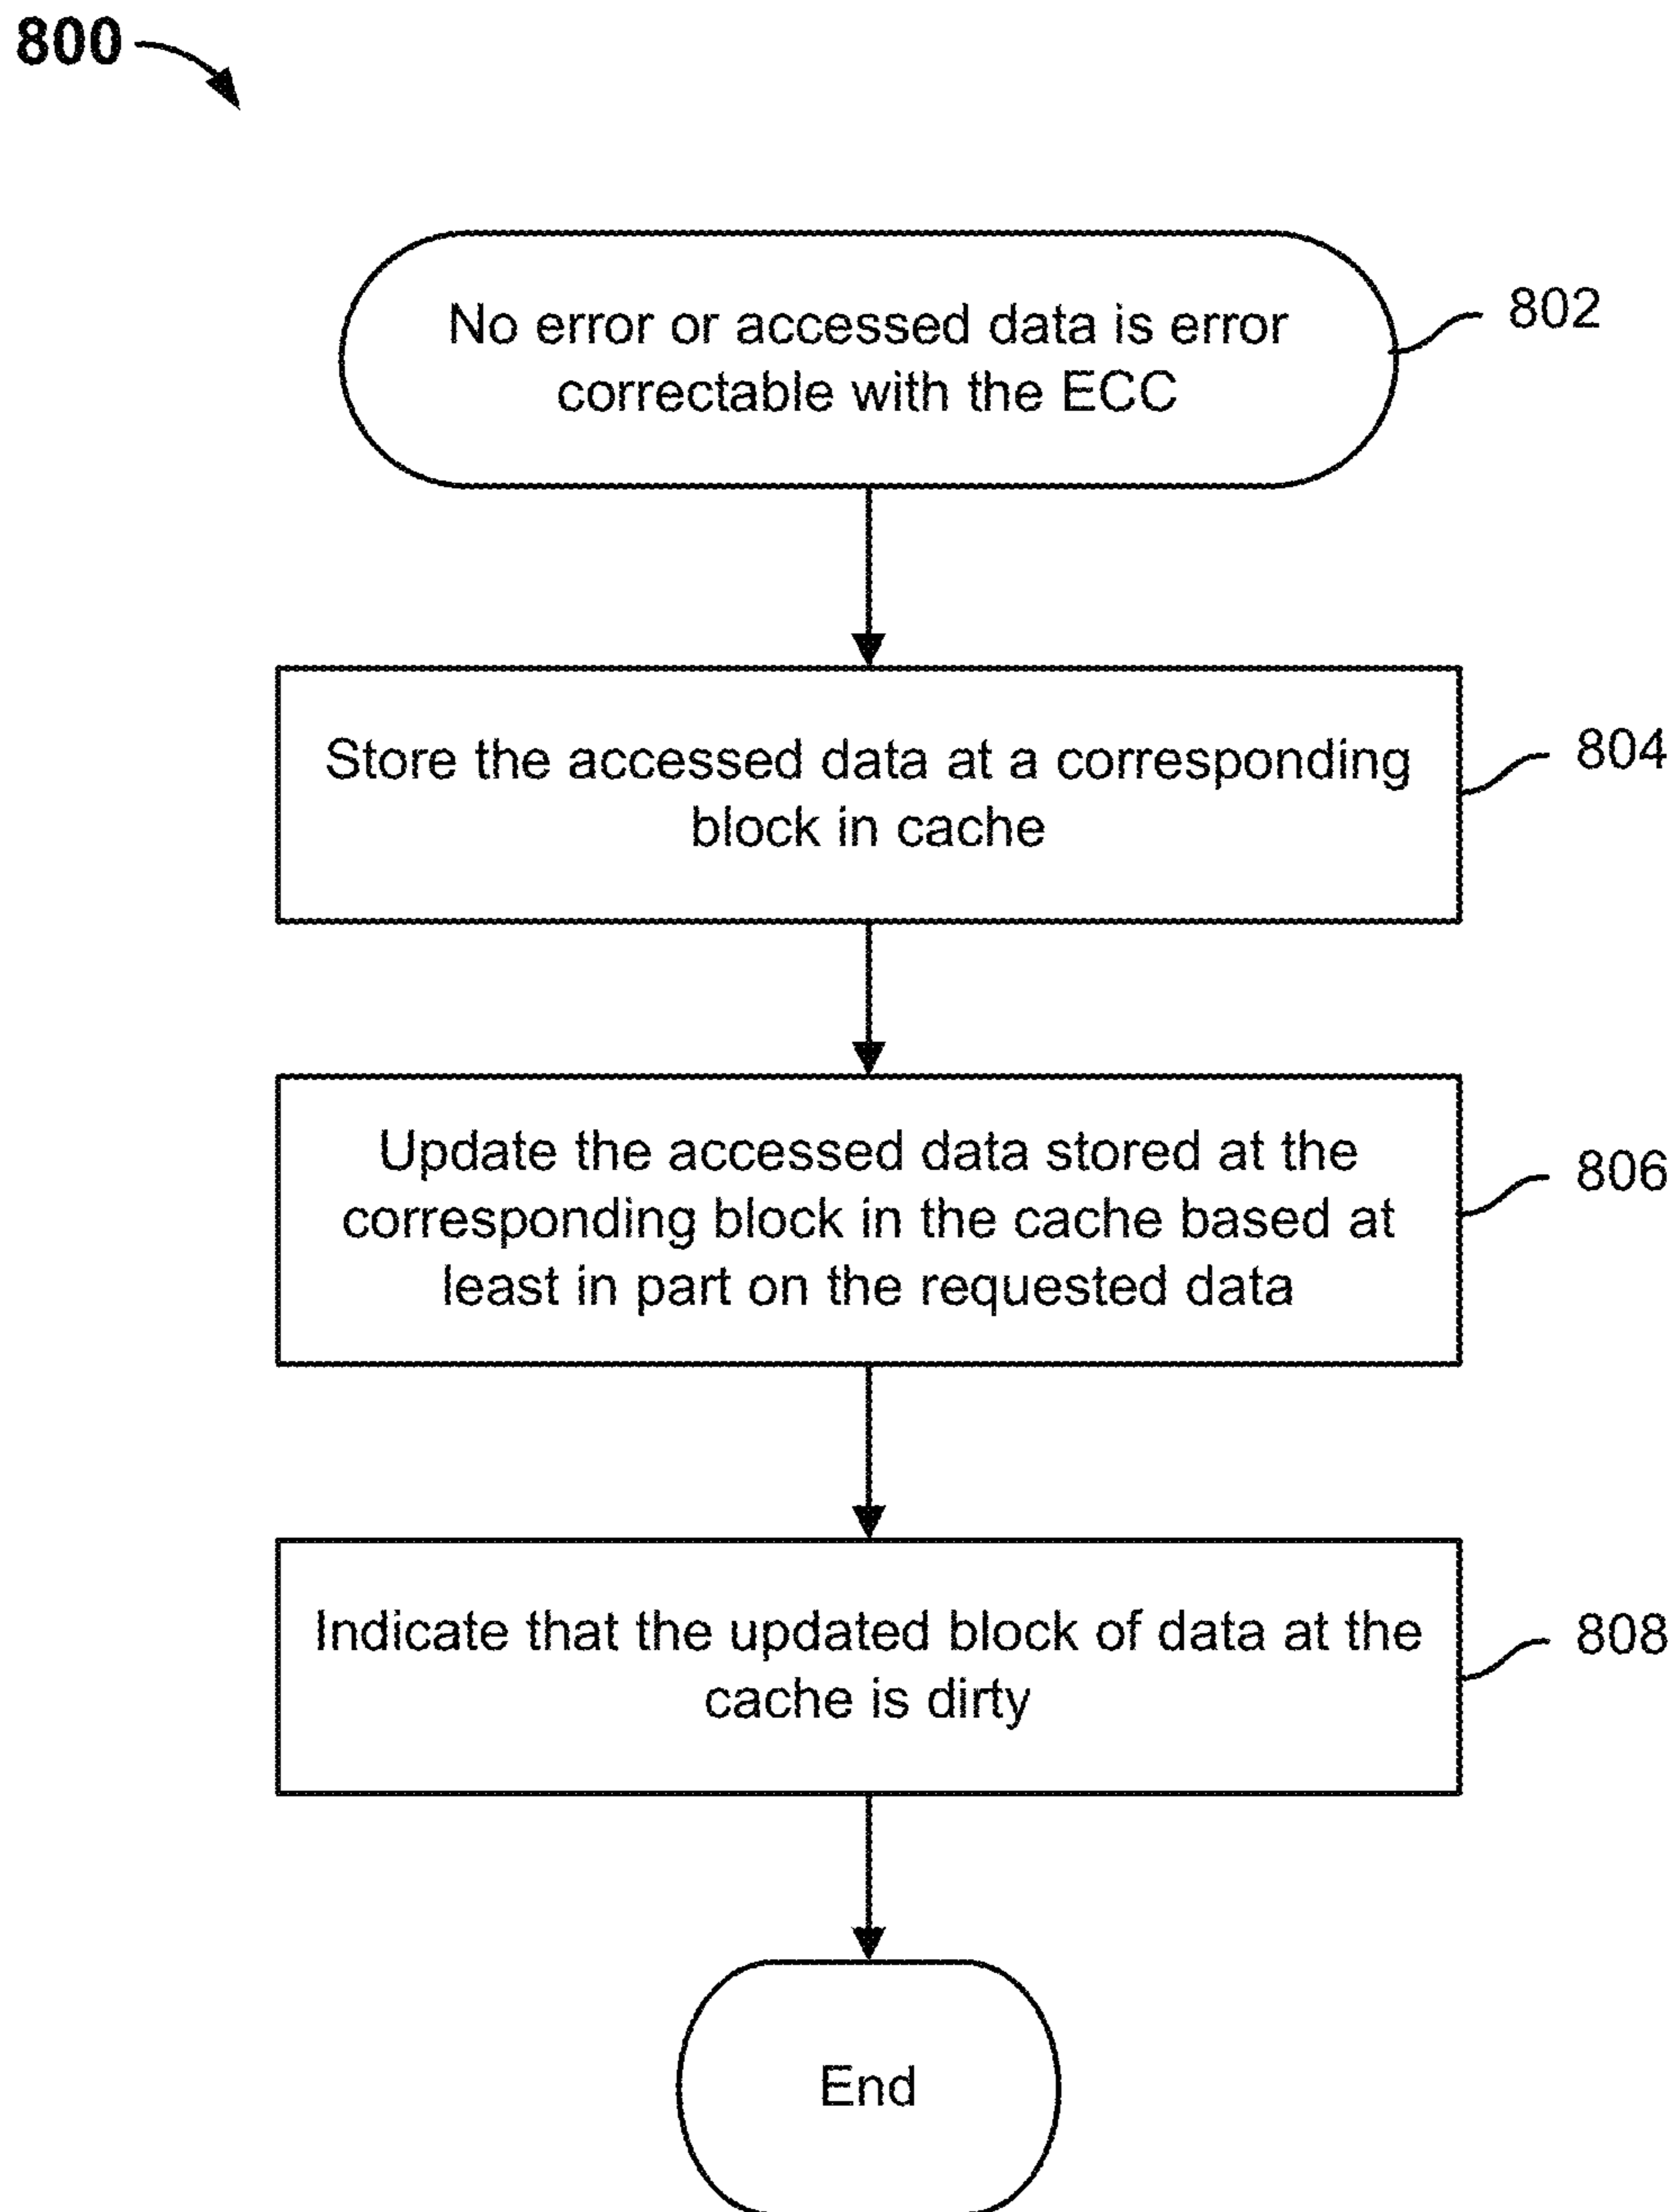 800
No error or accessed data is error
correctable with the ECC
802
Store the accessed data at a corresponding
block in cache
804
Update the accessed data stored at the
corresponding block in the cache based at
least in part on the requested data
806
Indicate that the updated block of data at the
cache is dirty
808
End